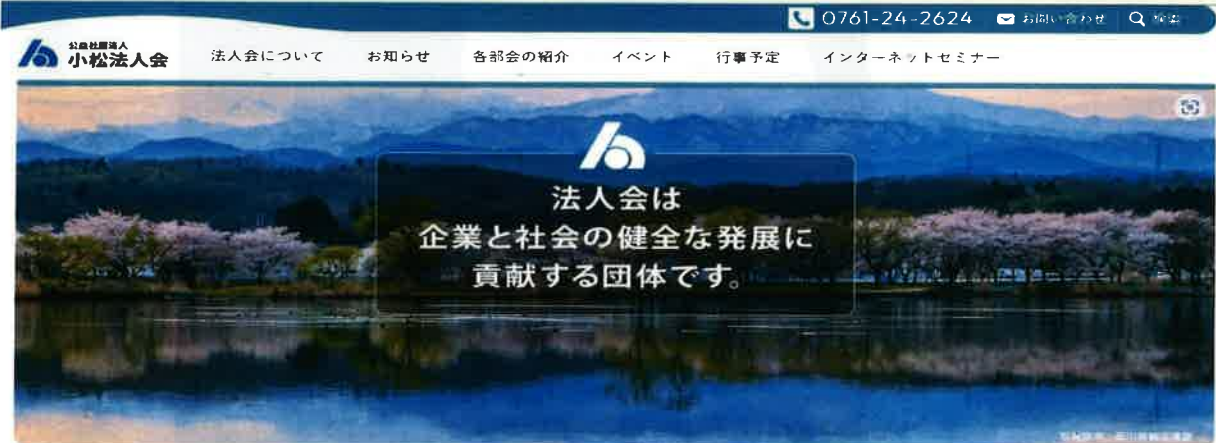 0761-24-2624 お問い合わせ 検索
公益社団法人
小松法人会
法人会について お知らせ 各部会の紹介 イベント 行事予定 インターネットセミナー
法人会は
企業と社会の健全な発展に
貢献する団体です。